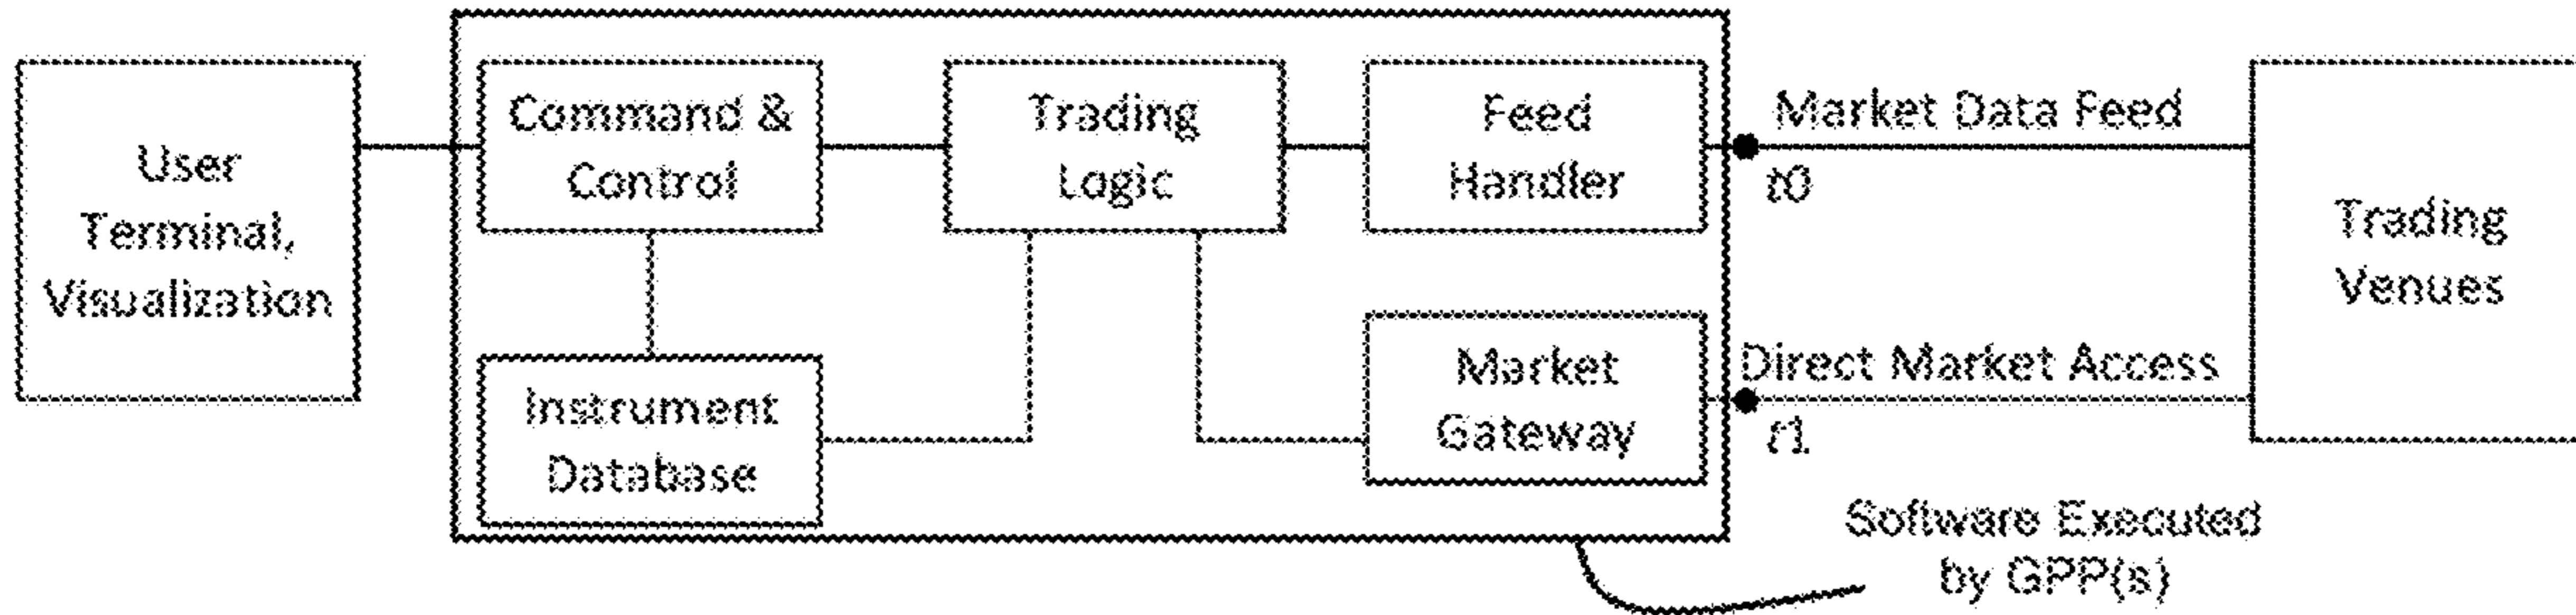 User
Terminal,
Visualization
Command &
Control
Trading
Logic
Feed
Handler
Market Data Feed
t0
Trading
Venues
Instrument
Database
Market
Gateway
Direct Market Access
t1
Software Executed
by GPP(s)